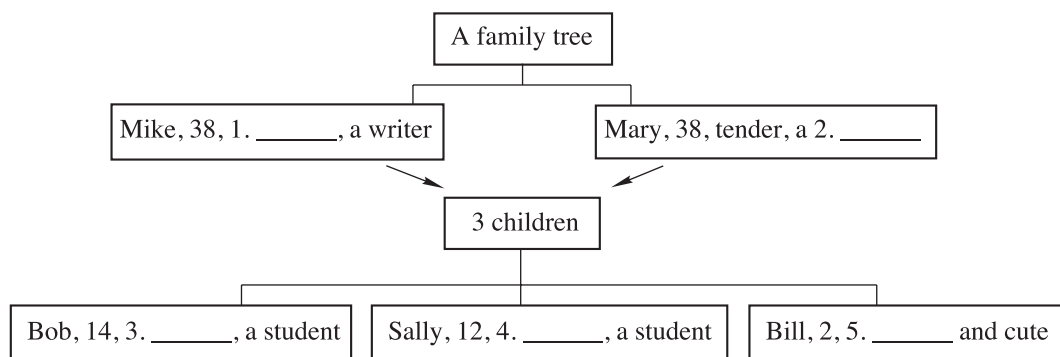 A family tree
Mike, 38, 1. ______, a writer
Mary, 38, tender, a 2. ______
3 children
Bob, 14, 3. ______, a student
Sally, 12, 4. ______, a student
Bill, 2, 5. ______ and cute